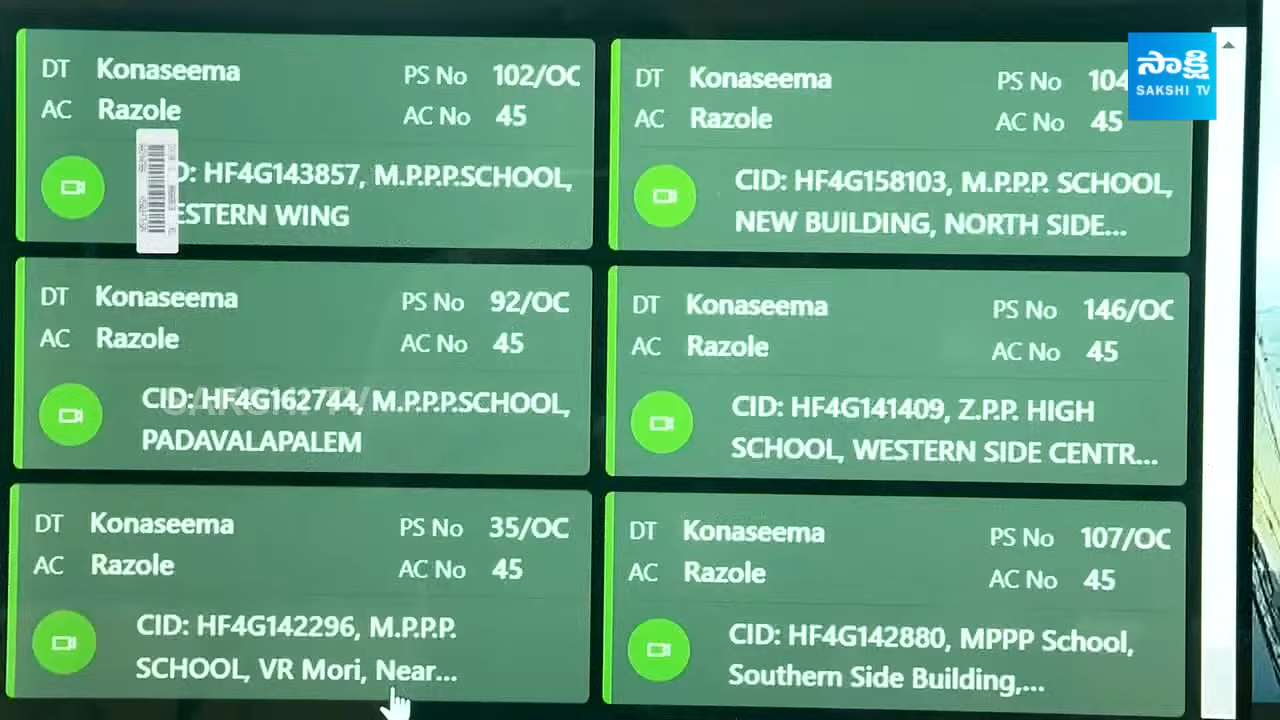 DT Konaseema PS No 102/OC
AC Razole AC No 45
D: HF4G143857, M.P.P.P.SCHOOL,
ESTERN WING
DT Konaseema PS No 104
AC Razole AC No 45
CID: HF4G158103, M.P.P.P. SCHOOL,
NEW BUILDING, NORTH SIDE...
సాక్షి
SAKSHI TV
DT Konaseema PS No 92/OC
AC Razole AC No 45
CID: HF4G162744, M.P.P.P.SCHOOL,
PADAVALAPALEM
SAKSHI TV
DT Konaseema PS No 146/OC
AC Razole AC No 45
CID: HF4G141409, Z.P.P. HIGH
SCHOOL, WESTERN SIDE CENTR...
DT Konaseema PS No 35/OC
AC Razole AC No 45
CID: HF4G142296, M.P.P.P.
SCHOOL, VR Mori, Near...
DT Konaseema PS No 107/OC
AC Razole AC No 45
CID: HF4G142880, MPPP School,
Southern Side Building,...